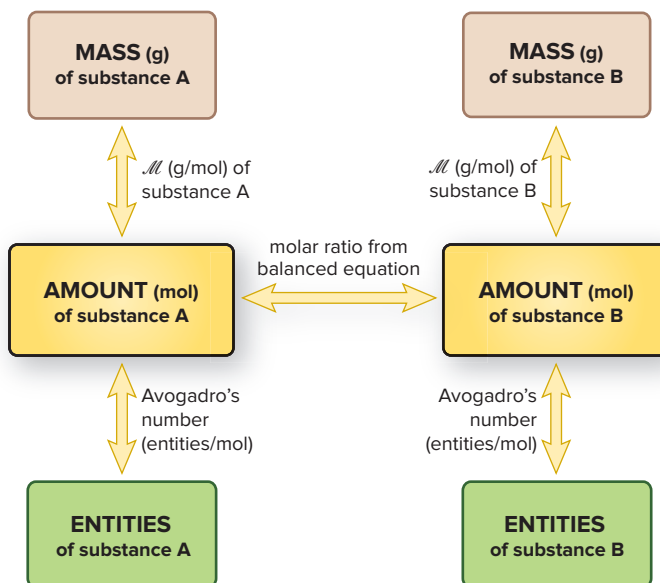 MASS (g)
of substance A
MASS (g)
of substance B
ℳ (g/mol) of
substance A
ℳ (g/mol) of
substance B
AMOUNT (mol)
of substance A
molar ratio from
balanced equation
AMOUNT (mol)
of substance B
Avogadro’s
number
(entities/mol)
Avogadro’s
number
(entities/mol)
ENTITIES
of substance A
ENTITIES
of substance B